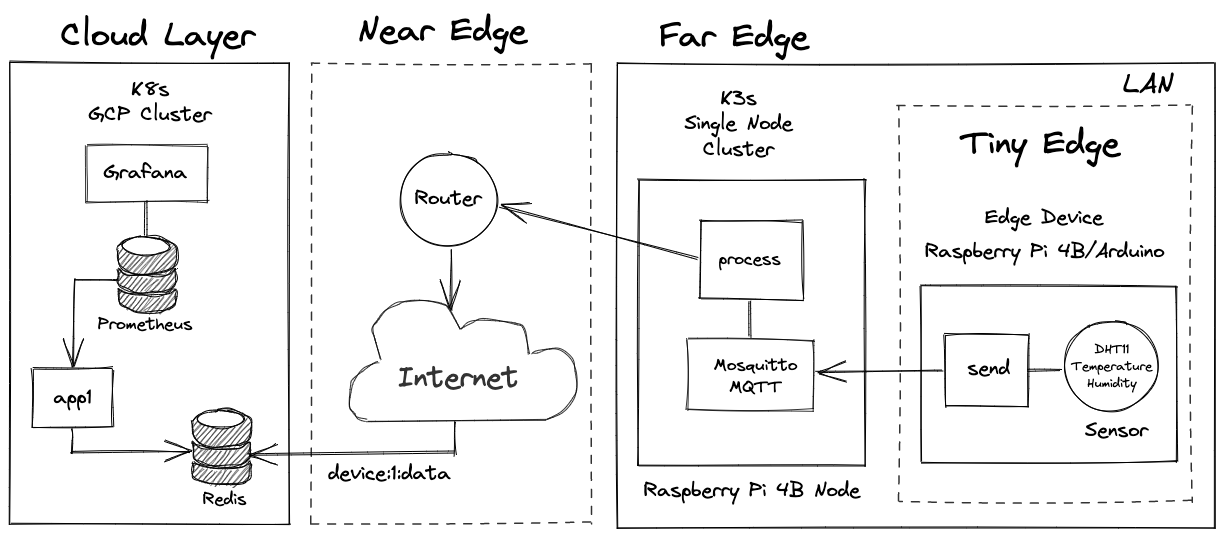 Cloud Layer
K8s
GCP Cluster
Grafana
Prometheus
app1
Redis
Near Edge
Router
Internet
device:1:data
Far Edge
LAN
K3s
Single Node
Cluster
process
Mosquitto
MQTT
Raspberry Pi 4B Node
Tiny Edge
Edge Device
Raspberry Pi 4B/Arduino
send
DHT11
Temperature
Humidity
Sensor